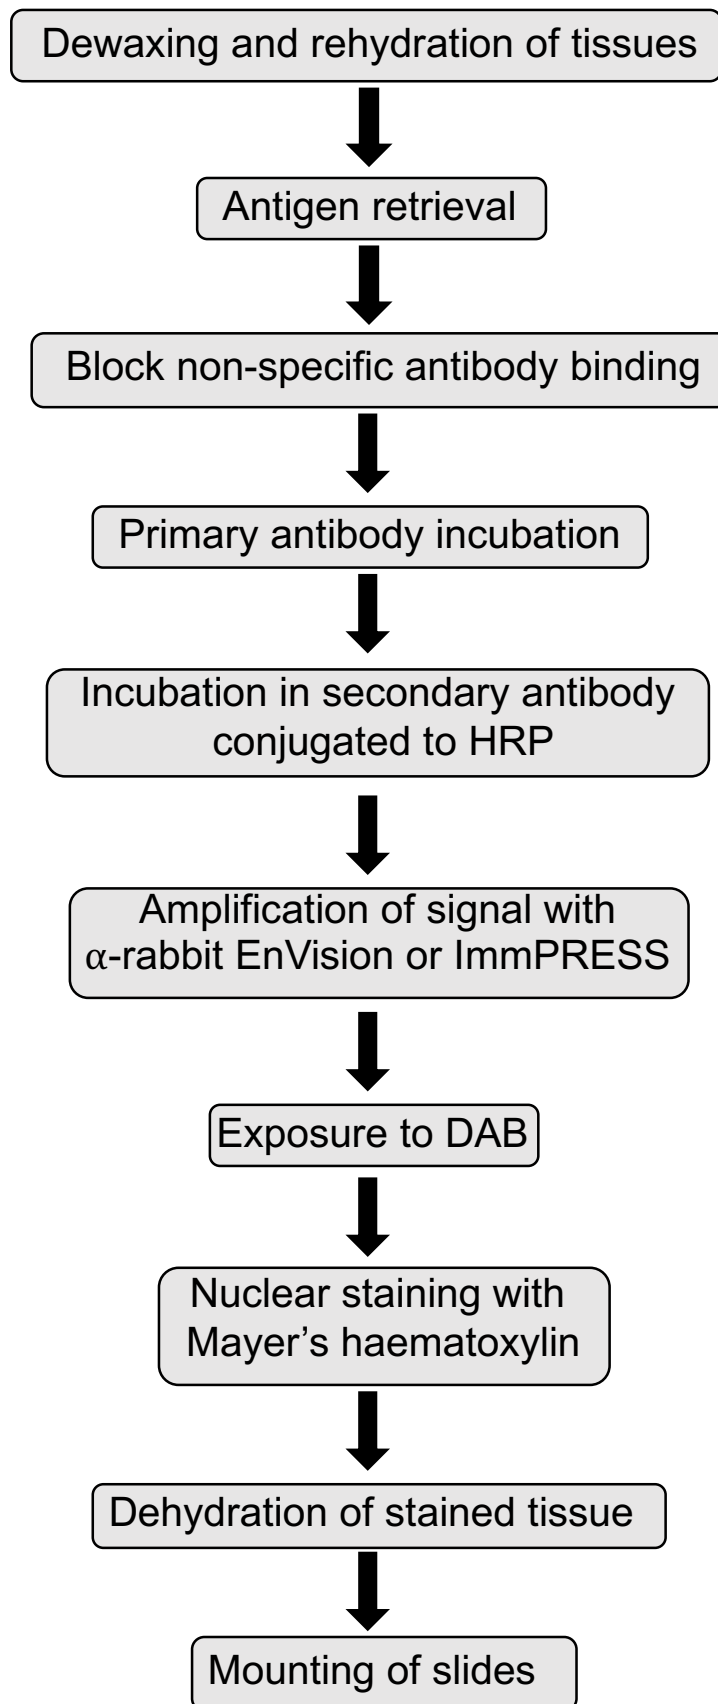 Dewaxing and rehydration of tissues
Antigen retrieval
Block non-specific antibody binding
Primary antibody incubation
Incubation in secondary antibody
conjugated to HRP
Amplification of signal with
α-rabbit EnVision or ImmPRESS
Exposure to DAB
Nuclear staining with
Mayer’s haematoxylin
Dehydration of stained tissue
Mounting of slides